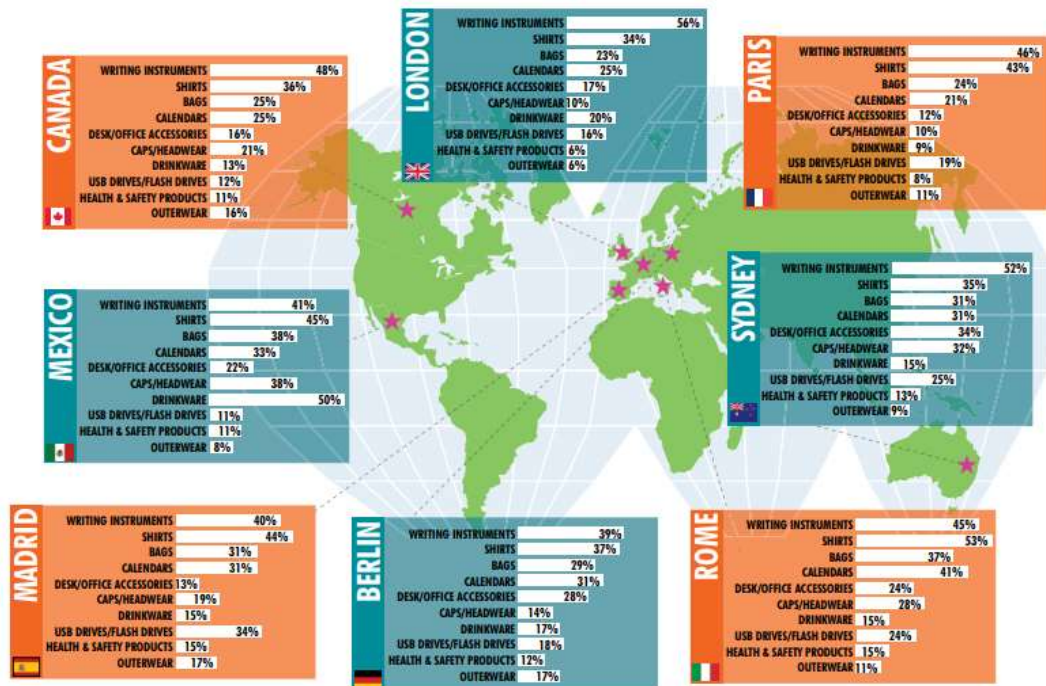 CANADA
WRITING INSTRUMENTS 48%
SHIRTS 36%
BAGS 25%
CALENDARS 25%
DESK/OFFICE ACCESSORIES 16%
CAPS/HEADWEAR 21%
DRINKWARE 13%
USB DRIVES/FLASH DRIVES 12%
HEALTH & SAFETY PRODUCTS 11%
OUTERWEAR 16%
LONDON
WRITING INSTRUMENTS 56%
SHIRTS 34%
BAGS 23%
CALENDARS 25%
DESK/OFFICE ACCESSORIES 17%
CAPS/HEADWEAR 10%
DRINKWARE 20%
USB DRIVES/FLASH DRIVES 16%
HEALTH & SAFETY PRODUCTS 6%
OUTERWEAR 6%
PARIS
WRITING INSTRUMENTS 46%
SHIRTS 43%
BAGS 24%
CALENDARS 21%
DESK/OFFICE ACCESSORIES 12%
CAPS/HEADWEAR 10%
DRINKWARE 9%
USB DRIVES/FLASH DRIVES 19%
HEALTH & SAFETY PRODUCTS 8%
OUTERWEAR 11%
MEXICO
WRITING INSTRUMENTS 41%
SHIRTS 45%
BAGS 38%
CALENDARS 33%
DESK/OFFICE ACCESSORIES 22%
CAPS/HEADWEAR 38%
DRINKWARE 50%
USB DRIVES/FLASH DRIVES 11%
HEALTH & SAFETY PRODUCTS 11%
OUTERWEAR 8%
SYDNEY
WRITING INSTRUMENTS 52%
SHIRTS 35%
BAGS 31%
CALENDARS 31%
DESK/OFFICE ACCESSORIES 34%
CAPS/HEADWEAR 32%
DRINKWARE 15%
USB DRIVES/FLASH DRIVES 25%
HEALTH & SAFETY PRODUCTS 13%
OUTERWEAR 9%
MADRID
WRITING INSTRUMENTS 40%
SHIRTS 44%
BAGS 31%
CALENDARS 31%
DESK/OFFICE ACCESSORIES 13%
CAPS/HEADWEAR 19%
DRINKWARE 15%
USB DRIVES/FLASH DRIVES 34%
HEALTH & SAFETY PRODUCTS 15%
OUTERWEAR 17%
BERLIN
WRITING INSTRUMENTS 39%
SHIRTS 37%
BAGS 29%
CALENDARS 31%
DESK/OFFICE ACCESSORIES 28%
CAPS/HEADWEAR 14%
DRINKWARE 17%
USB DRIVES/FLASH DRIVES 18%
HEALTH & SAFETY PRODUCTS 12%
OUTERWEAR 17%
ROME
WRITING INSTRUMENTS 45%
SHIRTS 53%
BAGS 37%
CALENDARS 41%
DESK/OFFICE ACCESSORIES 24%
CAPS/HEADWEAR 28%
DRINKWARE 15%
USB DRIVES/FLASH DRIVES 24%
HEALTH & SAFETY PRODUCTS 15%
OUTERWEAR 11%